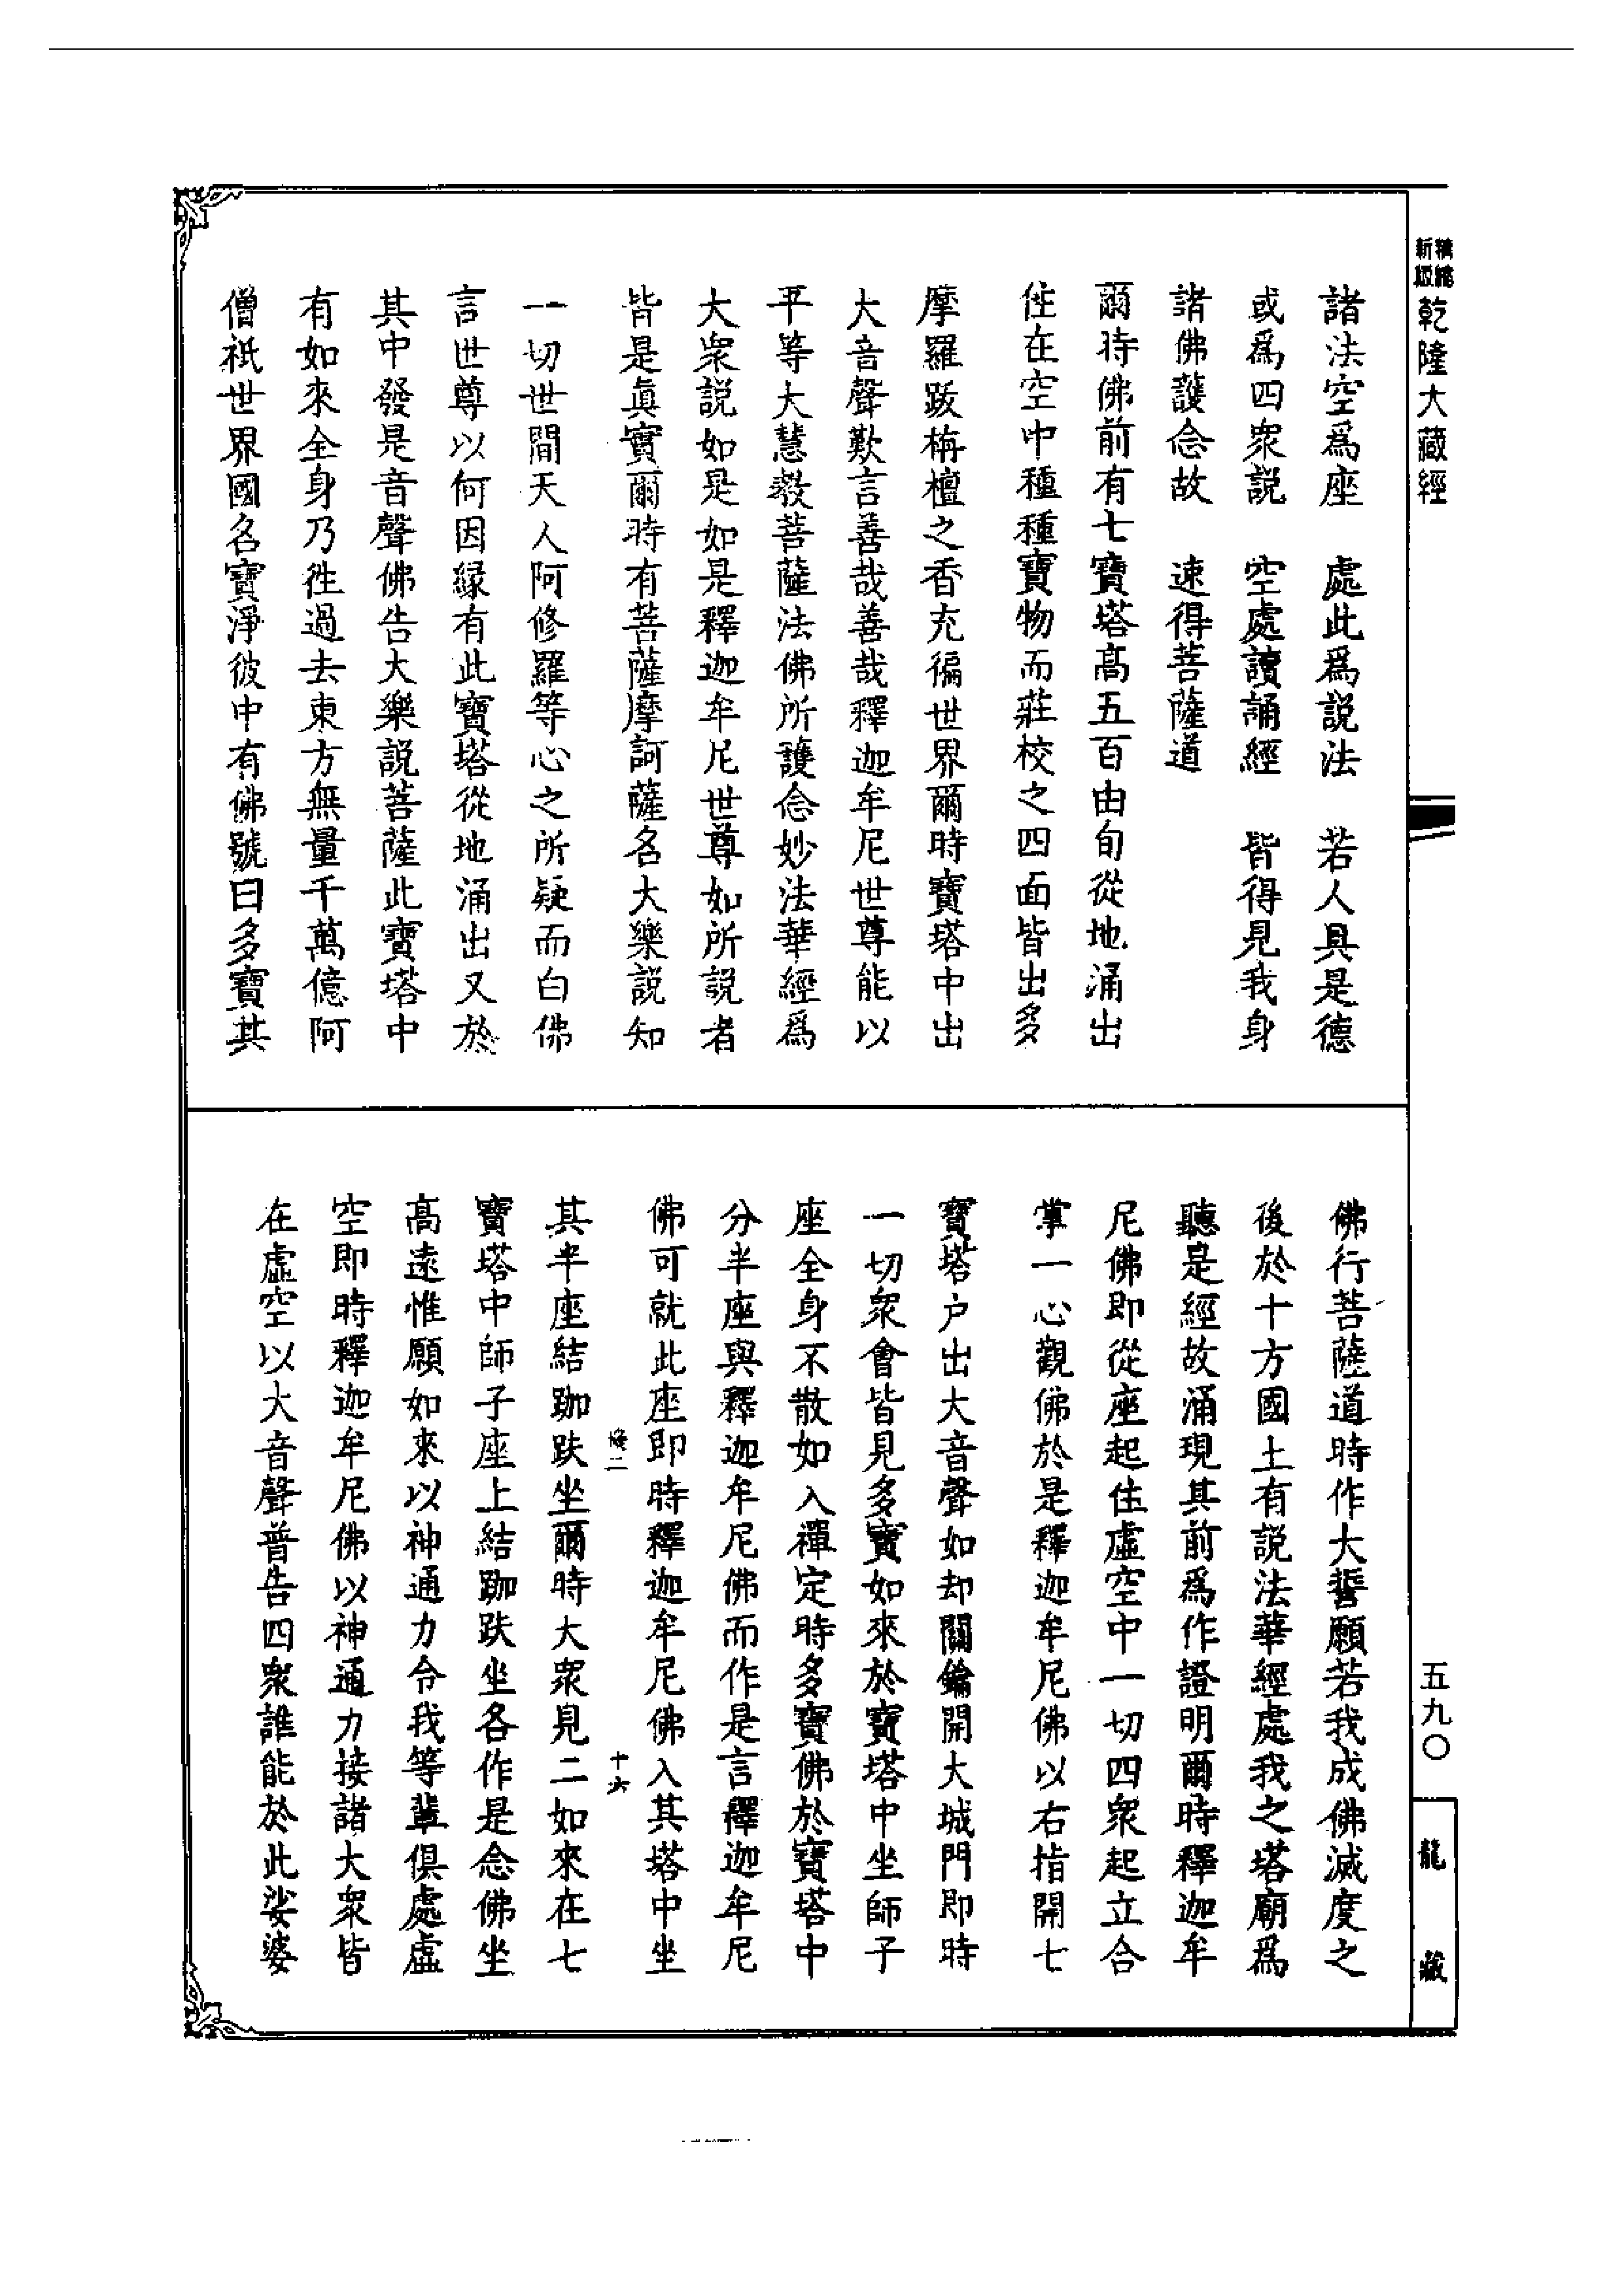 精縮新版乾隆大藏經
諸法空爲座　處此爲説法　若人具是德
或爲四衆説　空處讀誦經　皆得見我身
諸佛護念故　速得菩薩道
爾時佛前有七寶塔高五百由旬從地涌出
住在空中種種寶物而莊校之四面皆出多
摩羅跋栴檀之香充徧世界爾時寶塔中出
大音聲歎言善哉善哉釋迦牟尼世尊能以
平等大慧教菩薩法佛所護念妙法華經爲
大衆説如是如是釋迦牟尼世尊如所説者
皆是眞實爾時有菩薩摩訶薩名大樂説知
一切世間天人阿修羅等心之所疑而白佛
言世尊以何因緣有此寶塔從地涌出又於
其中發是音聲佛告大樂説菩薩此寶塔中
有如來全身乃徃過去東方無量千萬億阿
僧祇世界國名寶淨彼中有佛號曰多寶其
佛行菩薩道時作大誓願若我成佛滅度之
後於十方國土有説法華經處我之塔廟爲
聽是經故涌現其前爲作證明爾時釋迦牟
尼佛即從座起住虛空中一切四衆起立合
掌一心觀佛於是釋迦牟尼佛以右指開七
寶塔户出大音聲如却關鑰開大城門即時
一切衆會皆見多寶如來於寶塔中坐師子
座全身不散如入禪定時多寶佛於寶塔中
分半座與釋迦牟尼佛而作是言釋迦牟尼
佛可就此座即時釋迦牟尼佛入其塔中坐
二　十六
其半座結跏趺坐爾時大衆見二如來在七
寶塔中師子座上結跏趺坐各作是念佛坐
高遠惟願如來以神通力令我等輩俱處虛
空即時釋迦牟尼佛以神通力接諸大衆皆
在虛空以大音聲普告四衆誰能於此娑婆
五九〇
龍藏